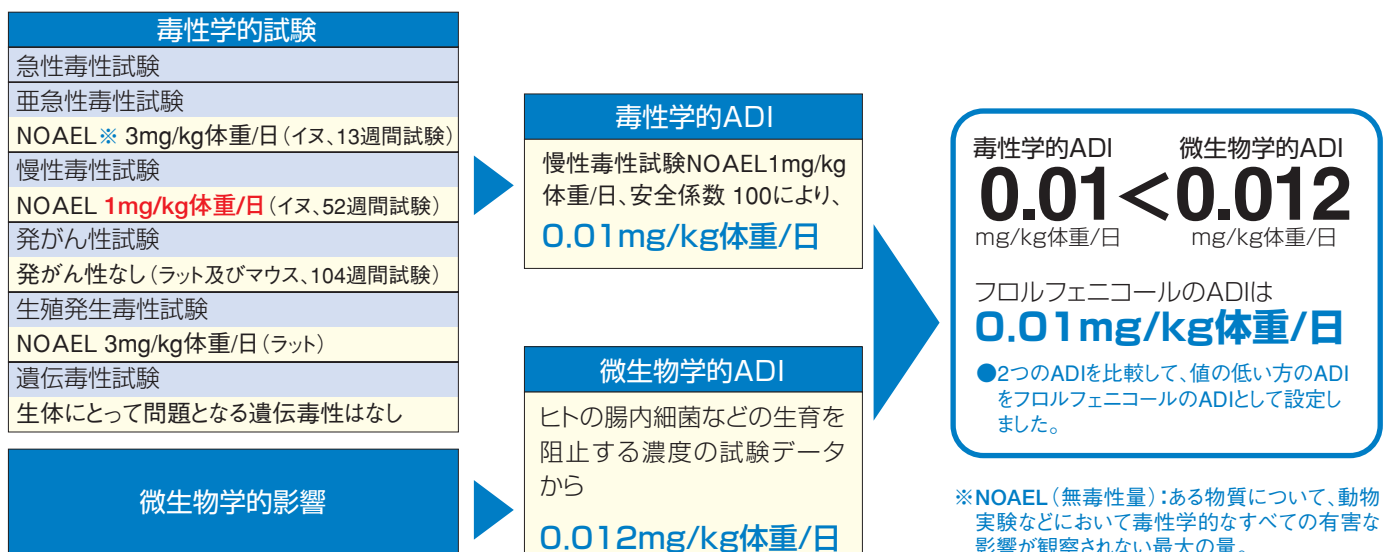 毒性学的試験
急性毒性試験
亜急性毒性試験
NOAEL※ 3mg/kg体重/日(イヌ、13週間試験)
慢性毒性試験
NOAEL 1mg/kg体重/日(イヌ、52週間試験)
発がん性試験
発がん性なし(ラット及びマウス、104週間試験)
生殖発生毒性試験
NOAEL 3mg/kg体重/日(ラット)
遺伝毒性試験
生体にとって問題となる遺伝毒性はなし
微生物学的影響
毒性学的ADI
慢性毒性試験NOAEL1mg/kg
体重/日、安全係数 100により、
0.01mg/kg体重/日
微生物学的ADI
ヒトの腸内細菌などの生育を
阻止する濃度の試験データ
から
0.012mg/kg体重/日
毒性学的ADI 微生物学的ADI
0.01<0.012
mg/kg体重/日 mg/kg体重/日
フロルフェニコールのADIは
0.01mg/kg体重/日
●2つのADIを比較して、値の低い方のADI
をフロルフェニコールのADIとして設定し
ました。
※NOAEL(無毒性量):ある物質について、動物
実験などにおいて毒性学的なすべての有害な
影響が観察されない最大の量。